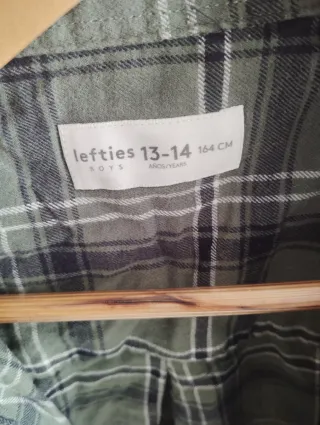 lefties 13-14 164 CM
BOYS AÑOS/YEARS